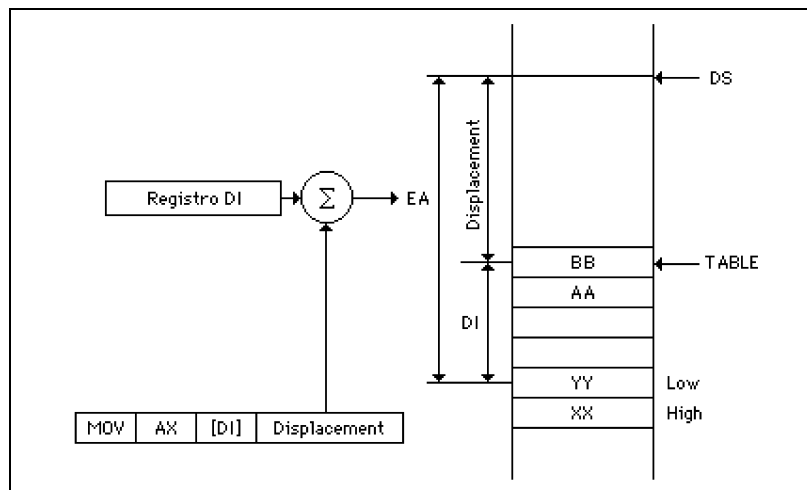 DS
Displacement
Registro DI
Σ
EA
BB
TABLE
AA
DI
YY
Low
XX
High
MOV
AX
[DI]
Displacement